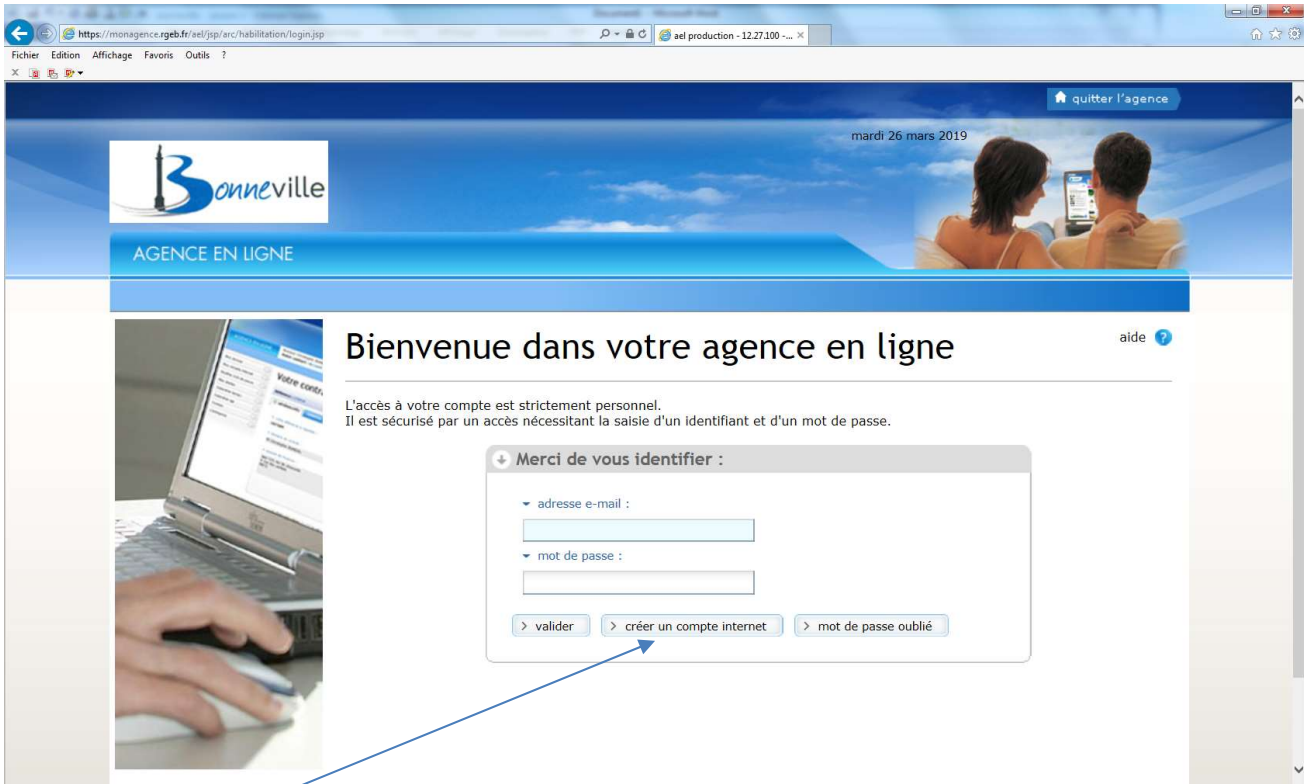 https://monagence.rgeb.fr/ael/jsp/arc/habilitation/login.jsp
ael production - 12.27.100 -...
Fichier Edition Affichage Favoris Outils ?
quitter l'agence
mardi 26 mars 2019
Bonneville
AGENCE EN LIGNE
Bienvenue dans votre agence en ligne
aide ?
L'accès à votre compte est strictement personnel.
Il est sécurisé par un accès nécessitant la saisie d'un identifiant et d'un mot de passe.
Merci de vous identifier :
adresse e-mail :
mot de passe :
> valider > créer un compte internet > mot de passe oublié
Votre contr